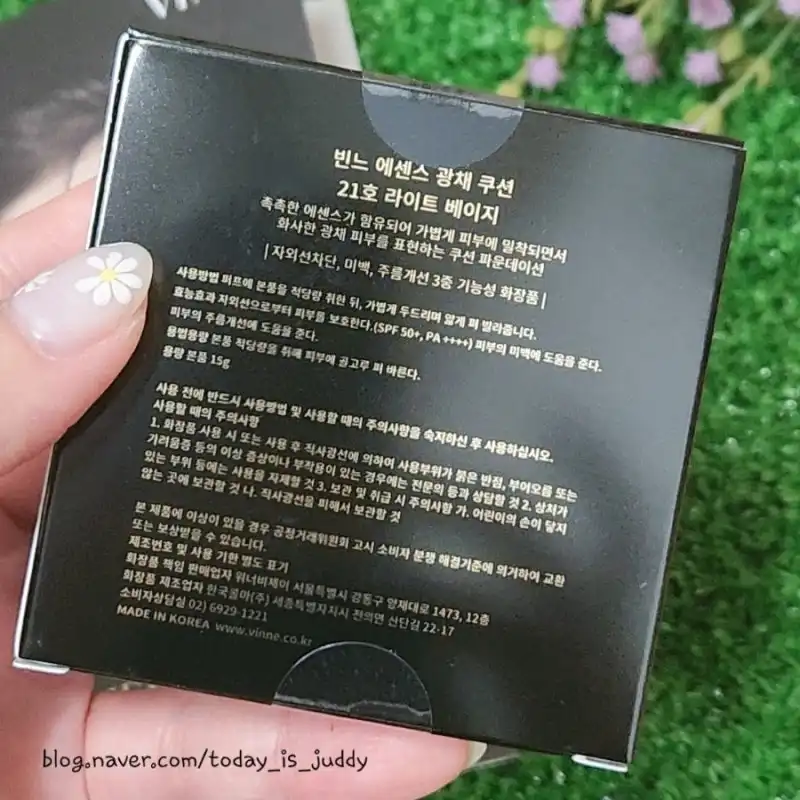 빈느 에센스 광채 쿠션
21호 라이트 베이지
촉촉한 에센스가 함유되어 가볍게 피부에 밀착되면서
화사한 광채 피부를 표현하는 쿠션 파운데이션
| 자외선차단, 미백, 주름개선 3중 기능성 화장품 |
사용방법 퍼프에 본품을 적당량 취한 뒤, 가볍게 두드리며 얇게 펴 발라줍니다.
효능효과 자외선으로부터 피부를 보호한다.(SPF 50+, PA ++++) 피부의 미백에 도움을 준다.
피부의 주름개선에 도움을 준다.
용법용량 본품 적당량을 취해 피부에 골고루 펴 바른다.
용량 본품 15g
사용 전에 반드시 사용방법 및 사용할 때의 주의사항을 숙지하신 후 사용하십시오.
사용할 때의 주의사항
1. 화장품 사용 시 또는 사용 후 직사광선에 의하여 사용부위가 붉은 반점, 부어오름 또는
가려움증 등의 이상 증상이나 부작용이 있는 경우에는 전문의 등과 상담할 것 2. 상처가
있는 부위 등에는 사용을 자제할 것 3. 보관 및 취급 시 주의사항 가. 어린이의 손이 닿지
않는 곳에 보관할 것 나. 직사광선을 피해서 보관할 것
본 제품에 이상이 있을 경우 공정거래위원회 고시 소비자 분쟁 해결기준에 의거하여 교환
또는 보상받을 수 있습니다.
제조번호 및 사용 기한 별도 표기
화장품 책임 판매업자 위너비제이 서울특별시 강동구 양재대로 1473, 12층
화장품 제조업자 한국콜마(주) 세종특별자치시 전의면 산단길 22-17
소비자상담실 02) 6929-1221
MADE IN KOREA www.vinne.co.kr
blog.naver.com/today_is_juddy